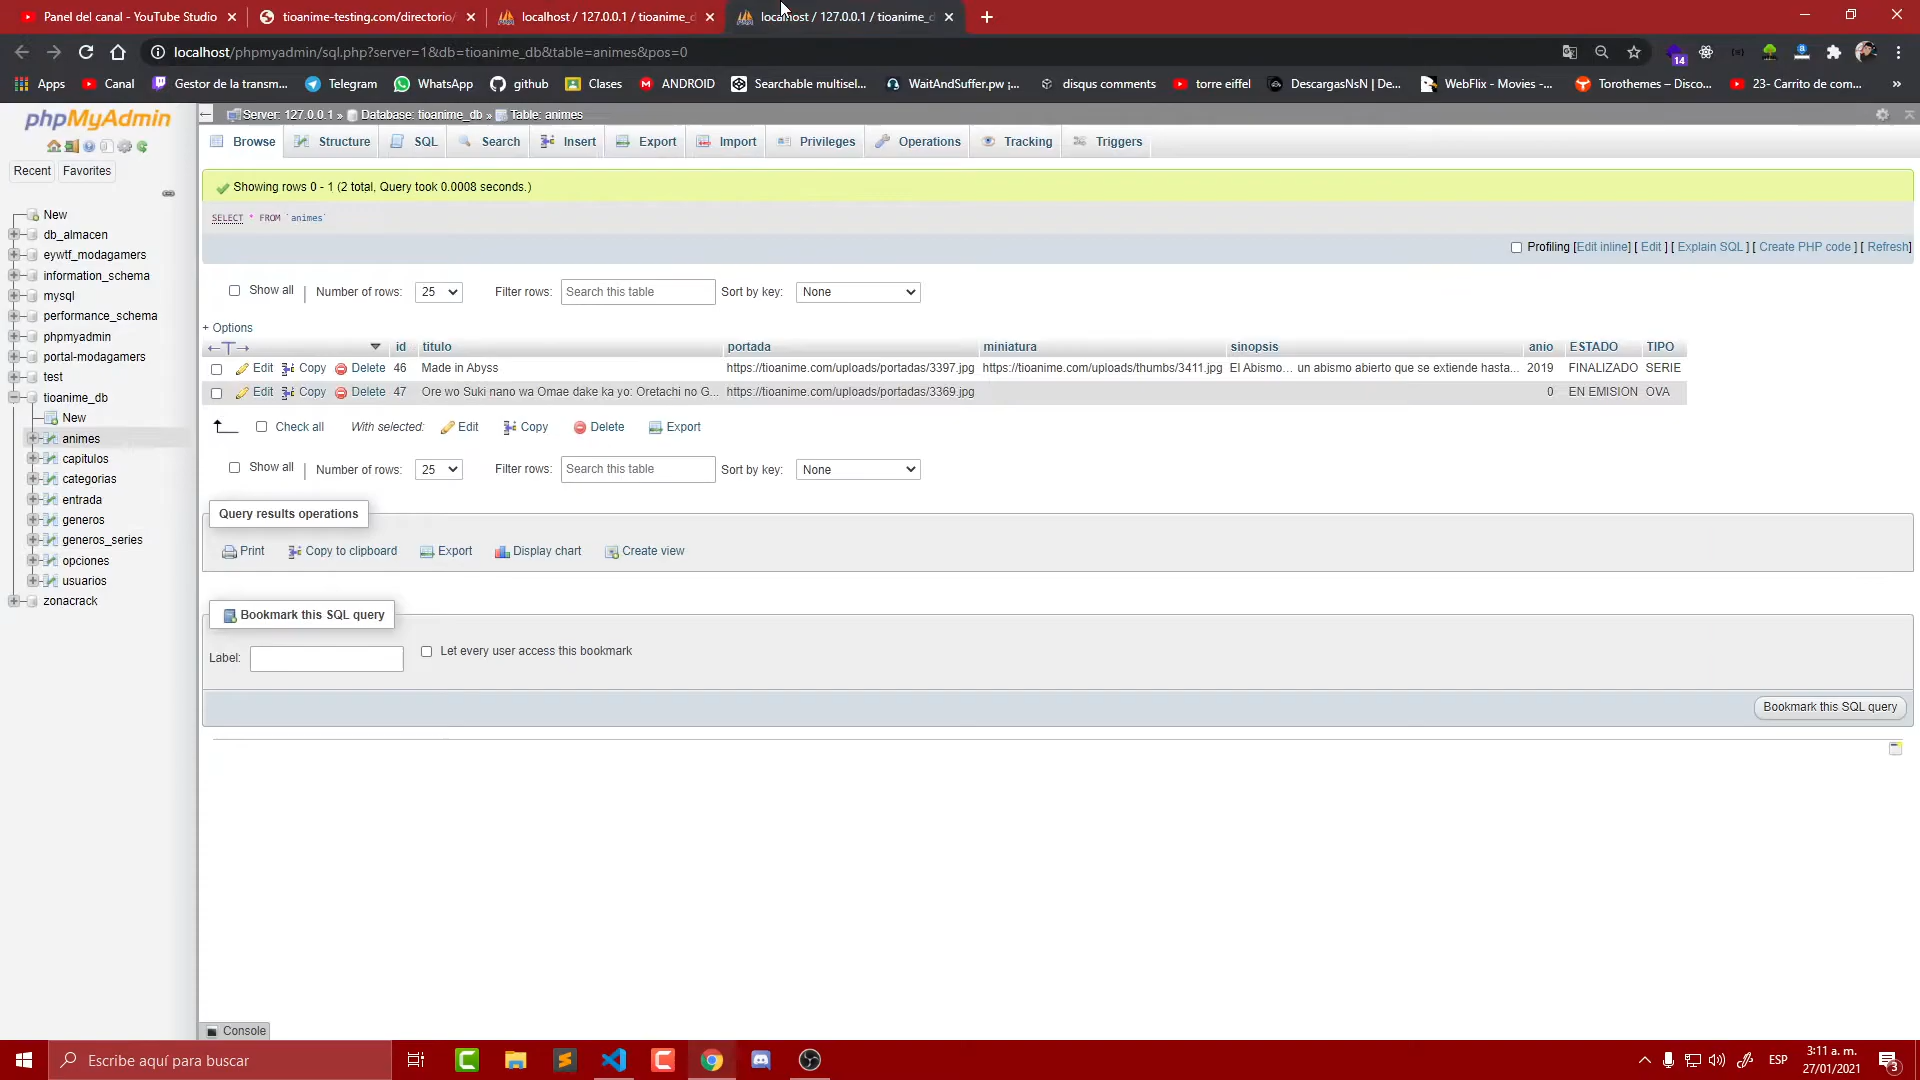 Panel del canal - YouTube Studio
tioanime-testing.com/directorio/
localhost / 127.0.0.1 / tioanime_d
localhost / 127.0.0.1 / tioanime_d
localhost/phpmyadmin/sql.php?server=1&db=tioanime_db&table=animes&pos=0
14
Apps
Canal
Gestor de la transm...
Telegram
WhatsApp
github
Clases
ANDROID
Searchable multisel...
WaitAndSuffer.pw ¡...
disqus comments
torre eiffel
DescargasNsN | De...
WebFlix - Movies -...
Torothemes – Disco...
23- Carrito de com...
»
phpMyAdmin
Recent
Favorites
New
db_almacen
eywtf_modagamers
information_schema
mysql
performance_schema
phpmyadmin
portal-modagamers
test
tioanime_db
New
animes
capitulos
categorias
entrada
generos
generos_series
opciones
usuarios
zonacrack
Server: 127.0.0.1 » Database: tioanime_db » Table: animes
Browse
Structure
SQL
Search
Insert
Export
Import
Privileges
Operations
Tracking
Triggers
Showing rows 0 - 1 (2 total, Query took 0.0008 seconds.)
SELECT * FROM `animes`
Profiling [Edit inline] [ Edit ] [ Explain SQL ] [ Create PHP code ] [ Refresh]
Show all | Number of rows: 25 Filter rows: Search this table Sort by key: None
+ Options
←T→ id titulo portada miniatura sinopsis anio ESTADO TIPO
Edit Copy Delete 46 Made in Abyss https://tioanime.com/uploads/portadas/3397.jpg https://tioanime.com/uploads/thumbs/3411.jpg El Abismo… un abismo abierto que se extiende hasta... 2019 FINALIZADO SERIE
Edit Copy Delete 47 Ore wo Suki nano wa Omae dake ka yo: Oretachi no G... https://tioanime.com/uploads/portadas/3369.jpg 0 EN EMISION OVA
Check all With selected: Edit Copy Delete Export
Show all | Number of rows: 25 Filter rows: Search this table Sort by key: None
Query results operations
Print Copy to clipboard Export Display chart Create view
Bookmark this SQL query
Label: Let every user access this bookmark
Bookmark this SQL query
Console
Escribe aquí para buscar
ESP
3:11 a. m.
27/01/2021
3